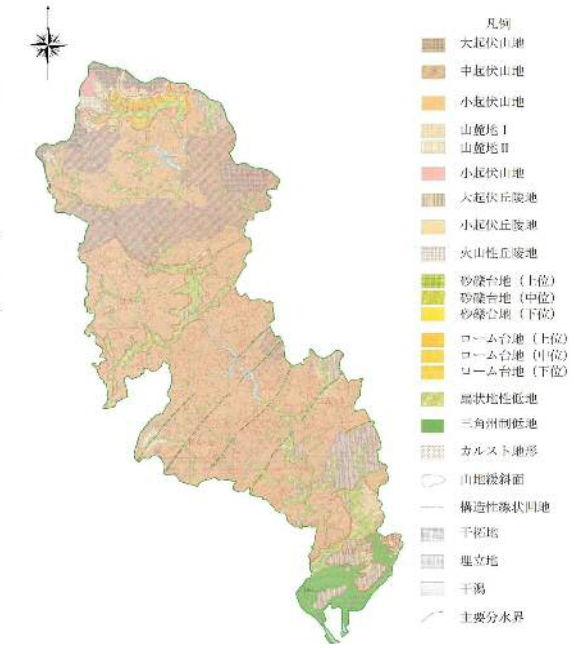 凡例
大起伏山地
中起伏山地
小起伏山地
山麓地Ⅰ
山麓地Ⅱ
小起伏山地
大起伏丘陵地
小起伏丘陵地
火山性丘陵地
砂礫台地（上位）
砂礫台地（中位）
砂礫台地（下位）
ローム台地（上位）
ローム台地（中位）
ローム台地（下位）
扇状地性低地
三角州制低地
カルスト地形
山地緩斜面
構造性線状凹地
干拓地
埋立地
干潟
主要分水界